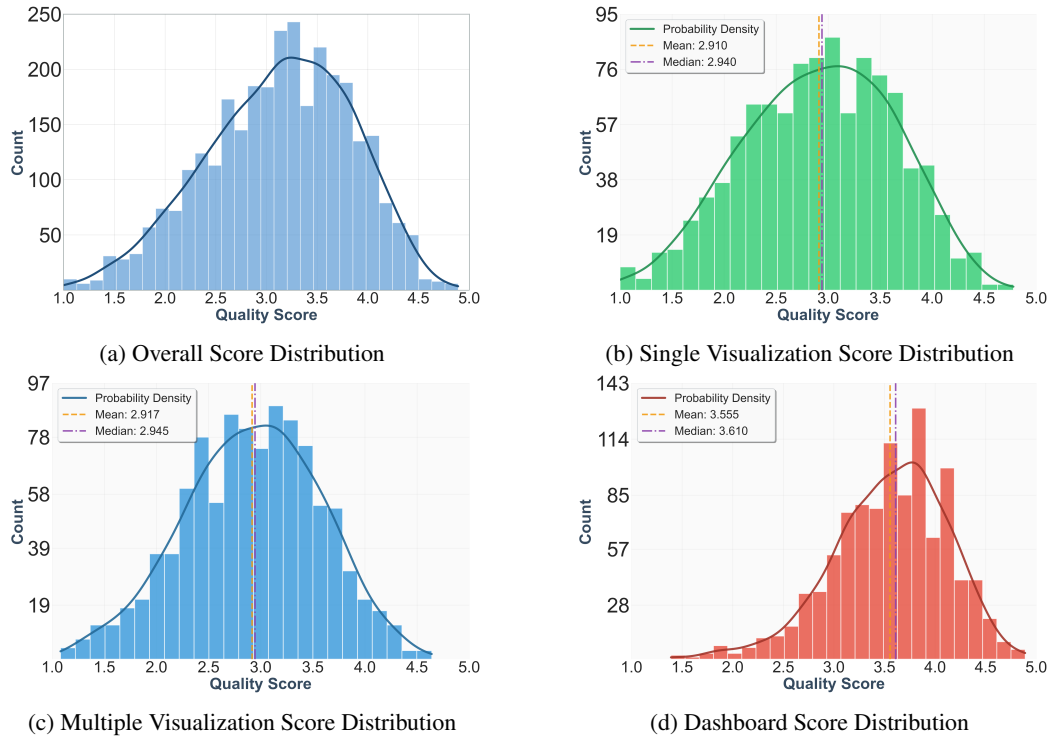 250
200
150
100
50
Count
1.0 1.5 2.0 2.5 3.0 3.5 4.0 4.5 5.0
Quality Score
(a) Overall Score Distribution
95
76
57
38
19
Count
Probability Density
Mean: 2.910
Median: 2.940
1.0 1.5 2.0 2.5 3.0 3.5 4.0 4.5 5.0
Quality Score
(b) Single Visualization Score Distribution
97
78
58
39
19
Count
Probability Density
Mean: 2.917
Median: 2.945
1.0 1.5 2.0 2.5 3.0 3.5 4.0 4.5 5.0
Quality Score
(c) Multiple Visualization Score Distribution
143
114
85
57
28
Count
Probability Density
Mean: 3.555
Median: 3.610
1.0 1.5 2.0 2.5 3.0 3.5 4.0 4.5 5.0
Quality Score
(d) Dashboard Score Distribution